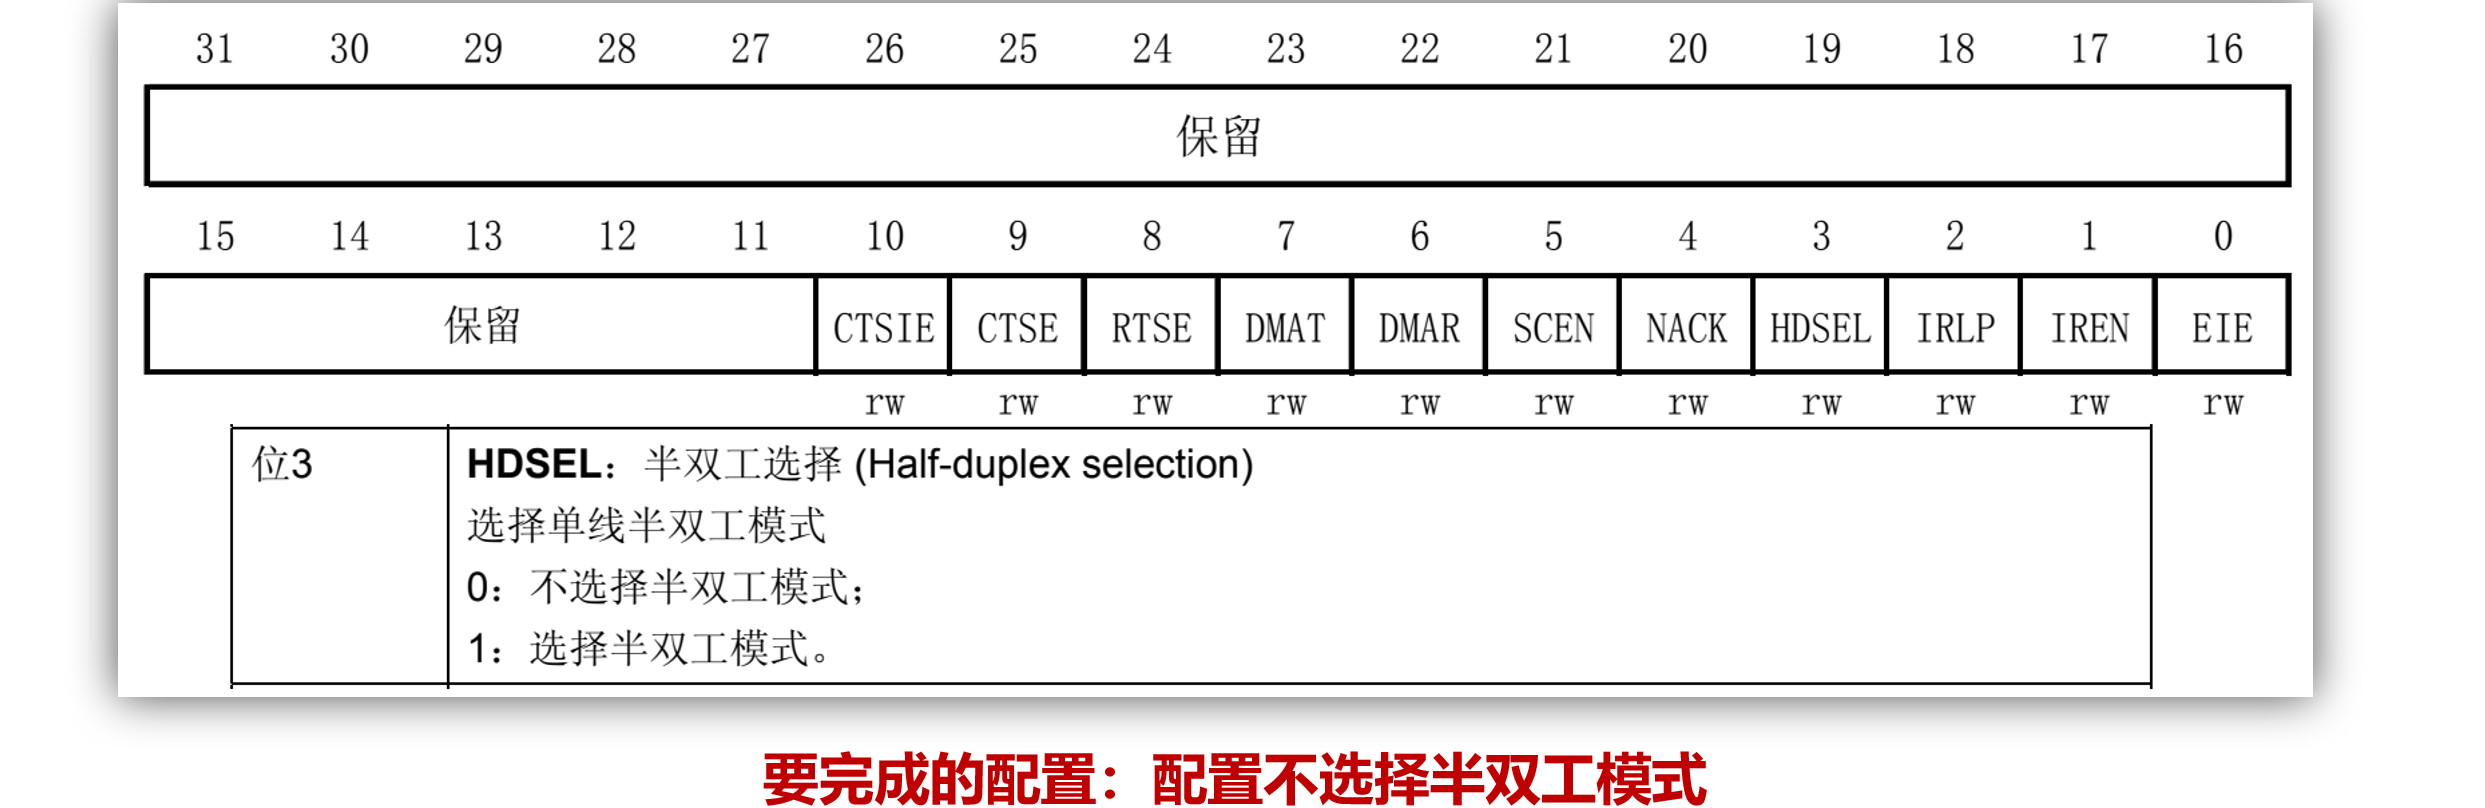 31 30 29 28 27 26 25 24 23 22 21 20 19 18 17 16
保留
15 14 13 12 11 10 9 8 7 6 5 4 3 2 1 0
保留 CTSIE CTSE RTSE DMAT DMAR SCEN NACK HDSEL IRLP IREN EIE
rw rw rw rw rw rw rw rw rw rw rw
位3 HDSEL：半双工选择 (Half-duplex selection)
选择单线半双工模式
0：不选择半双工模式；
1：选择半双工模式。
要完成的配置：配置不选择半双工模式